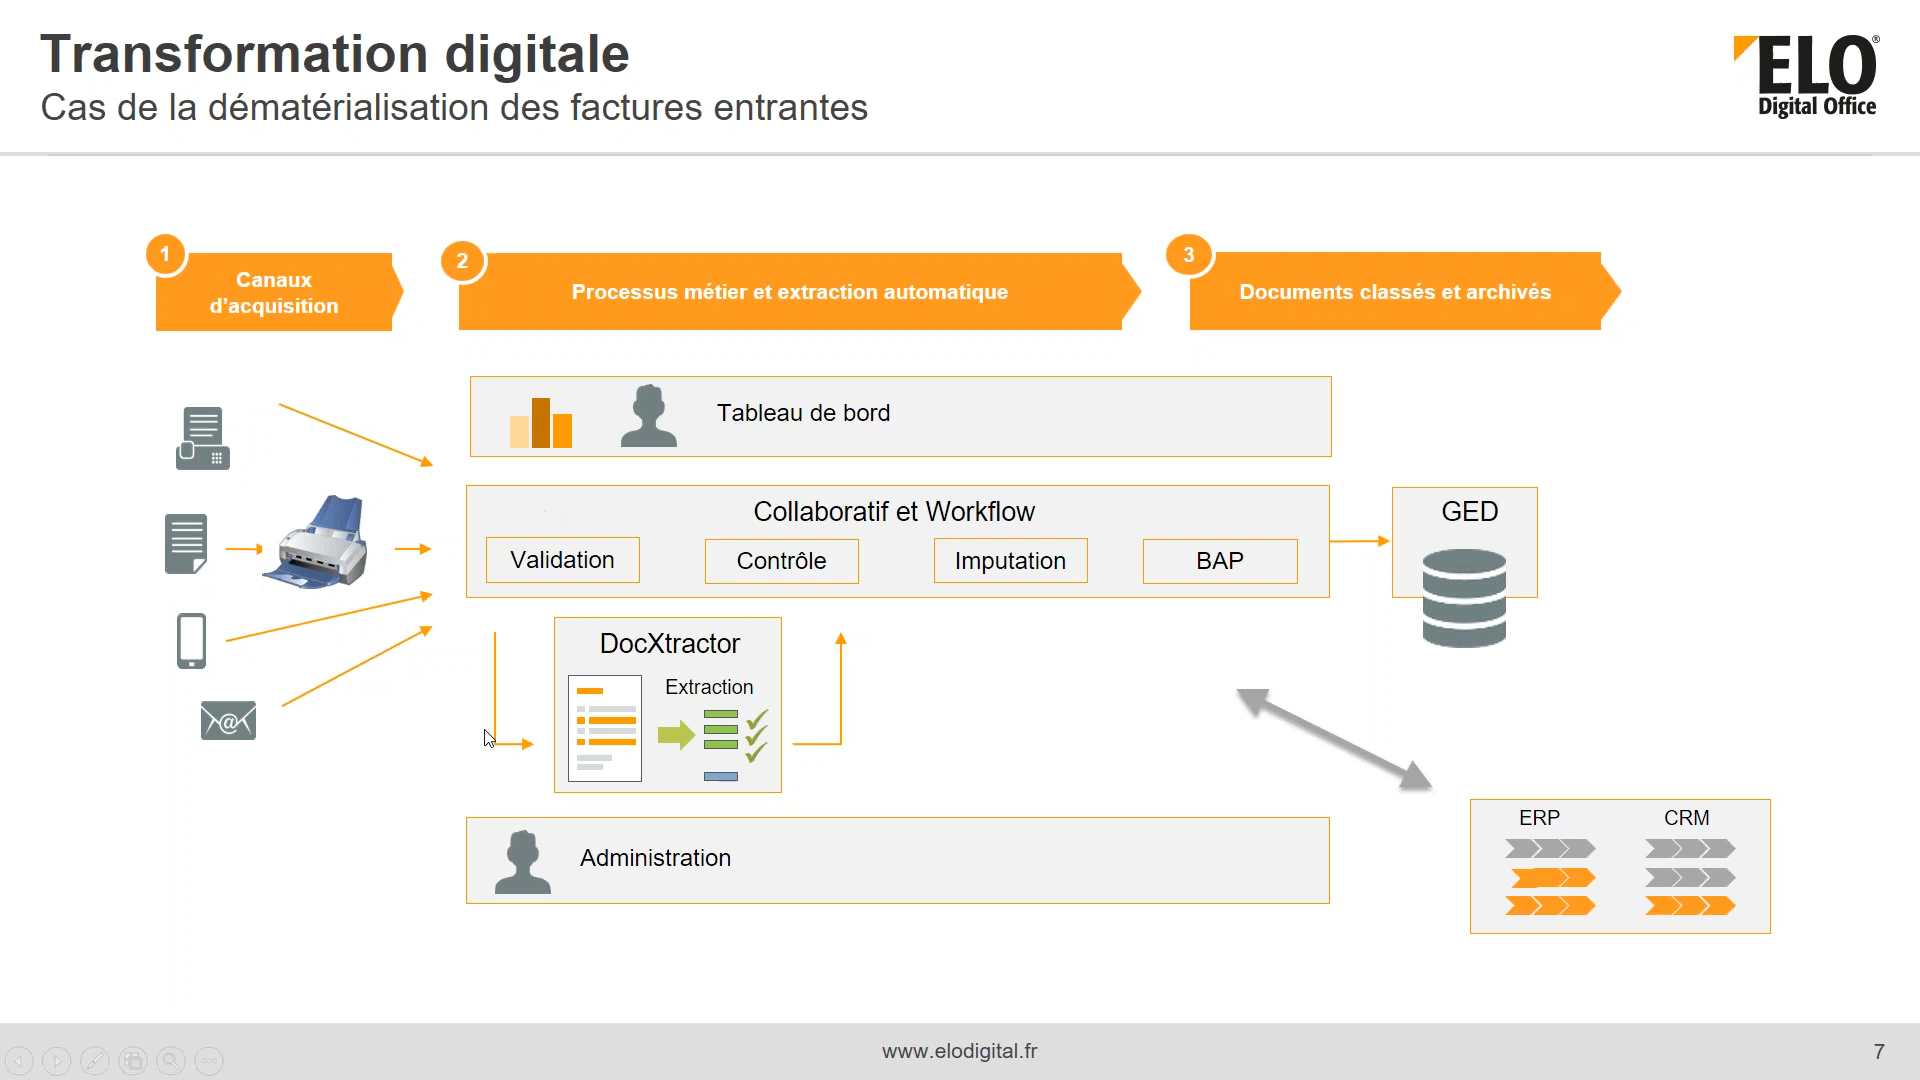 Transformation digitale
Cas de la dématérialisation des factures entrantes
ELO®
Digital Office
1
Canaux
d’acquisition
2
Processus métier et extraction automatique
3
Documents classés et archivés
Tableau de bord
Collaboratif et Workflow
Validation
Contrôle
Imputation
BAP
GED
DocXtractor
Extraction
@
Administration
ERP
CRM
www.elodigital.fr
7